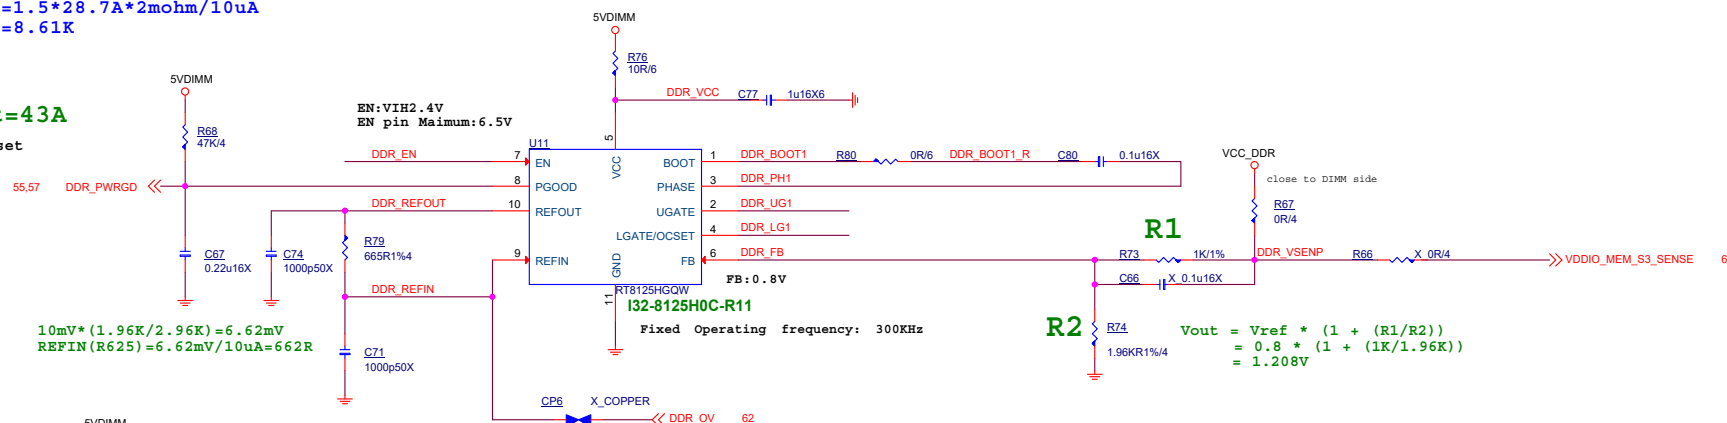 =1.5*28.7A*2mohm/10uA
=8.61K
=43A
set
5VDIMM
R68
47K/4
55,57 DDR_PWRGD
C67
0.22u16X
C74
1000p50X
EN:VIH2.4V
EN pin Maimum:6.5V
DDR_EN
DDR_REFOUT
R79
665R1%4
DDR_REFIN
C71
1000p50X
10mV*(1.96K/2.96K)=6.62mV
REFIN(R625)=6.62mV/10uA=662R
5VDIMM
R76
10R/6
DDR_VCC C77 1u16X6
U11
5 VCC
7 EN
8 PGOOD
10 REFOUT
9 REFIN
BOOT 1
PHASE 3
UGATE 2
LGATE/OCSET 4
FB 6
GND 11
RT8125HGQW
I32-8125H0C-R11
FB:0.8V
Fixed Operating frequency: 300KHz
DDR_BOOT1 R80 0R/6 DDR_BOOT1_R C80 0.1u16X
DDR_PH1
DDR_UG1
DDR_LG1
DDR_FB
VCC_DDR
close to DIMM side
R67
0R/4
R1
R73 1K/1% DDR_VSENP R66 X_0R/4 VDDIO_MEM_S3_SENSE 6
C66 X_0.1u16X
R2
R74
1.96KR1%/4
Vout = Vref * (1 + (R1/R2))
= 0.8 * (1 + (1K/1.96K))
= 1.208V
CP6 X_COPPER DDR_OV 62
5VDIMM